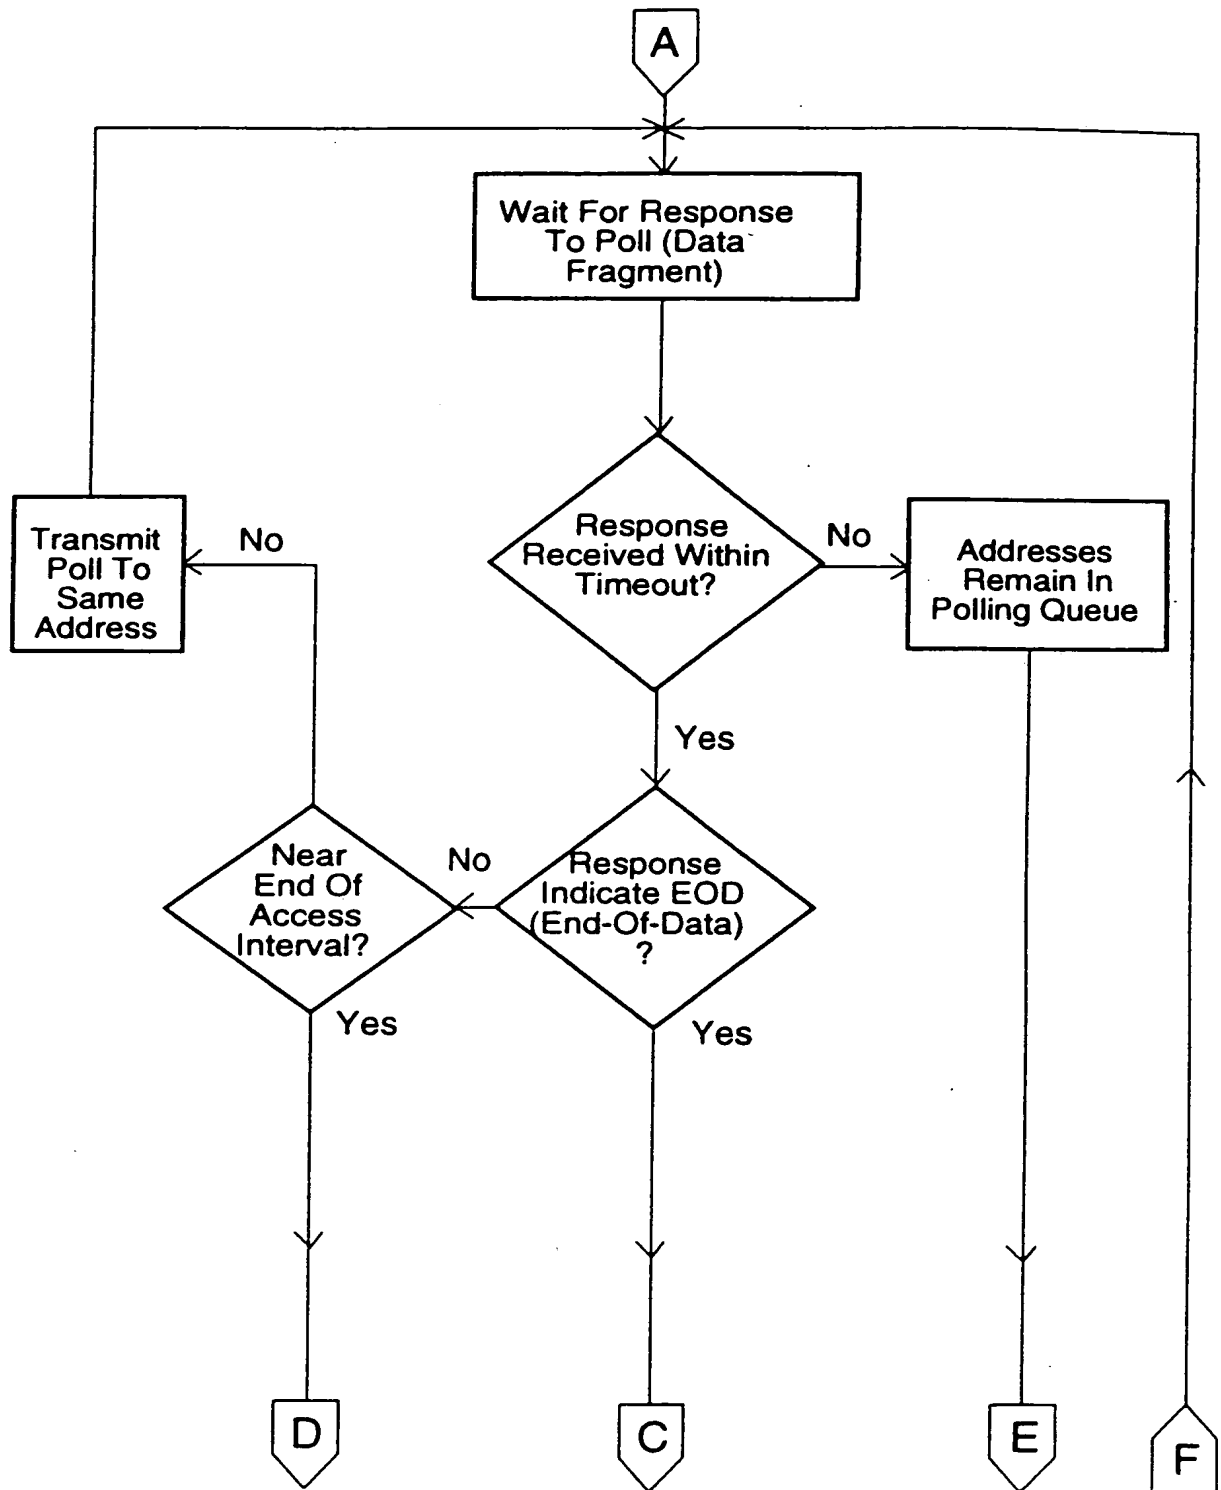 A
Wait For Response
To Poll (Data
Fragment)
Response
Received Within
Timeout?
No
Addresses
Remain In
Polling Queue
No
Transmit
Poll To
Same
Address
Yes
Near
End Of
Access
Interval?
No
Response
Indicate EOD
(End-Of-Data)
?
Yes
Yes
D
C
E
F